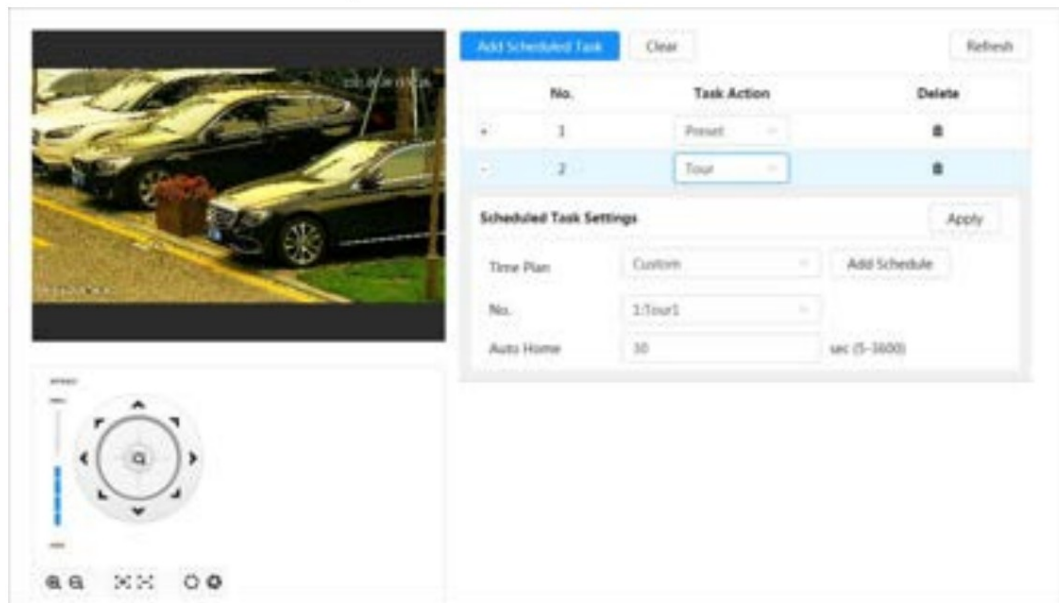 Add Scheduled Task
Clear
Refresh
No.
Task Action
Delete
1
Preset
2
Tour
Scheduled Task Settings
Apply
Time Plan
Custom
Add Schedule
No.
1:Tour1
Auto Home
30
sec (5-3600)